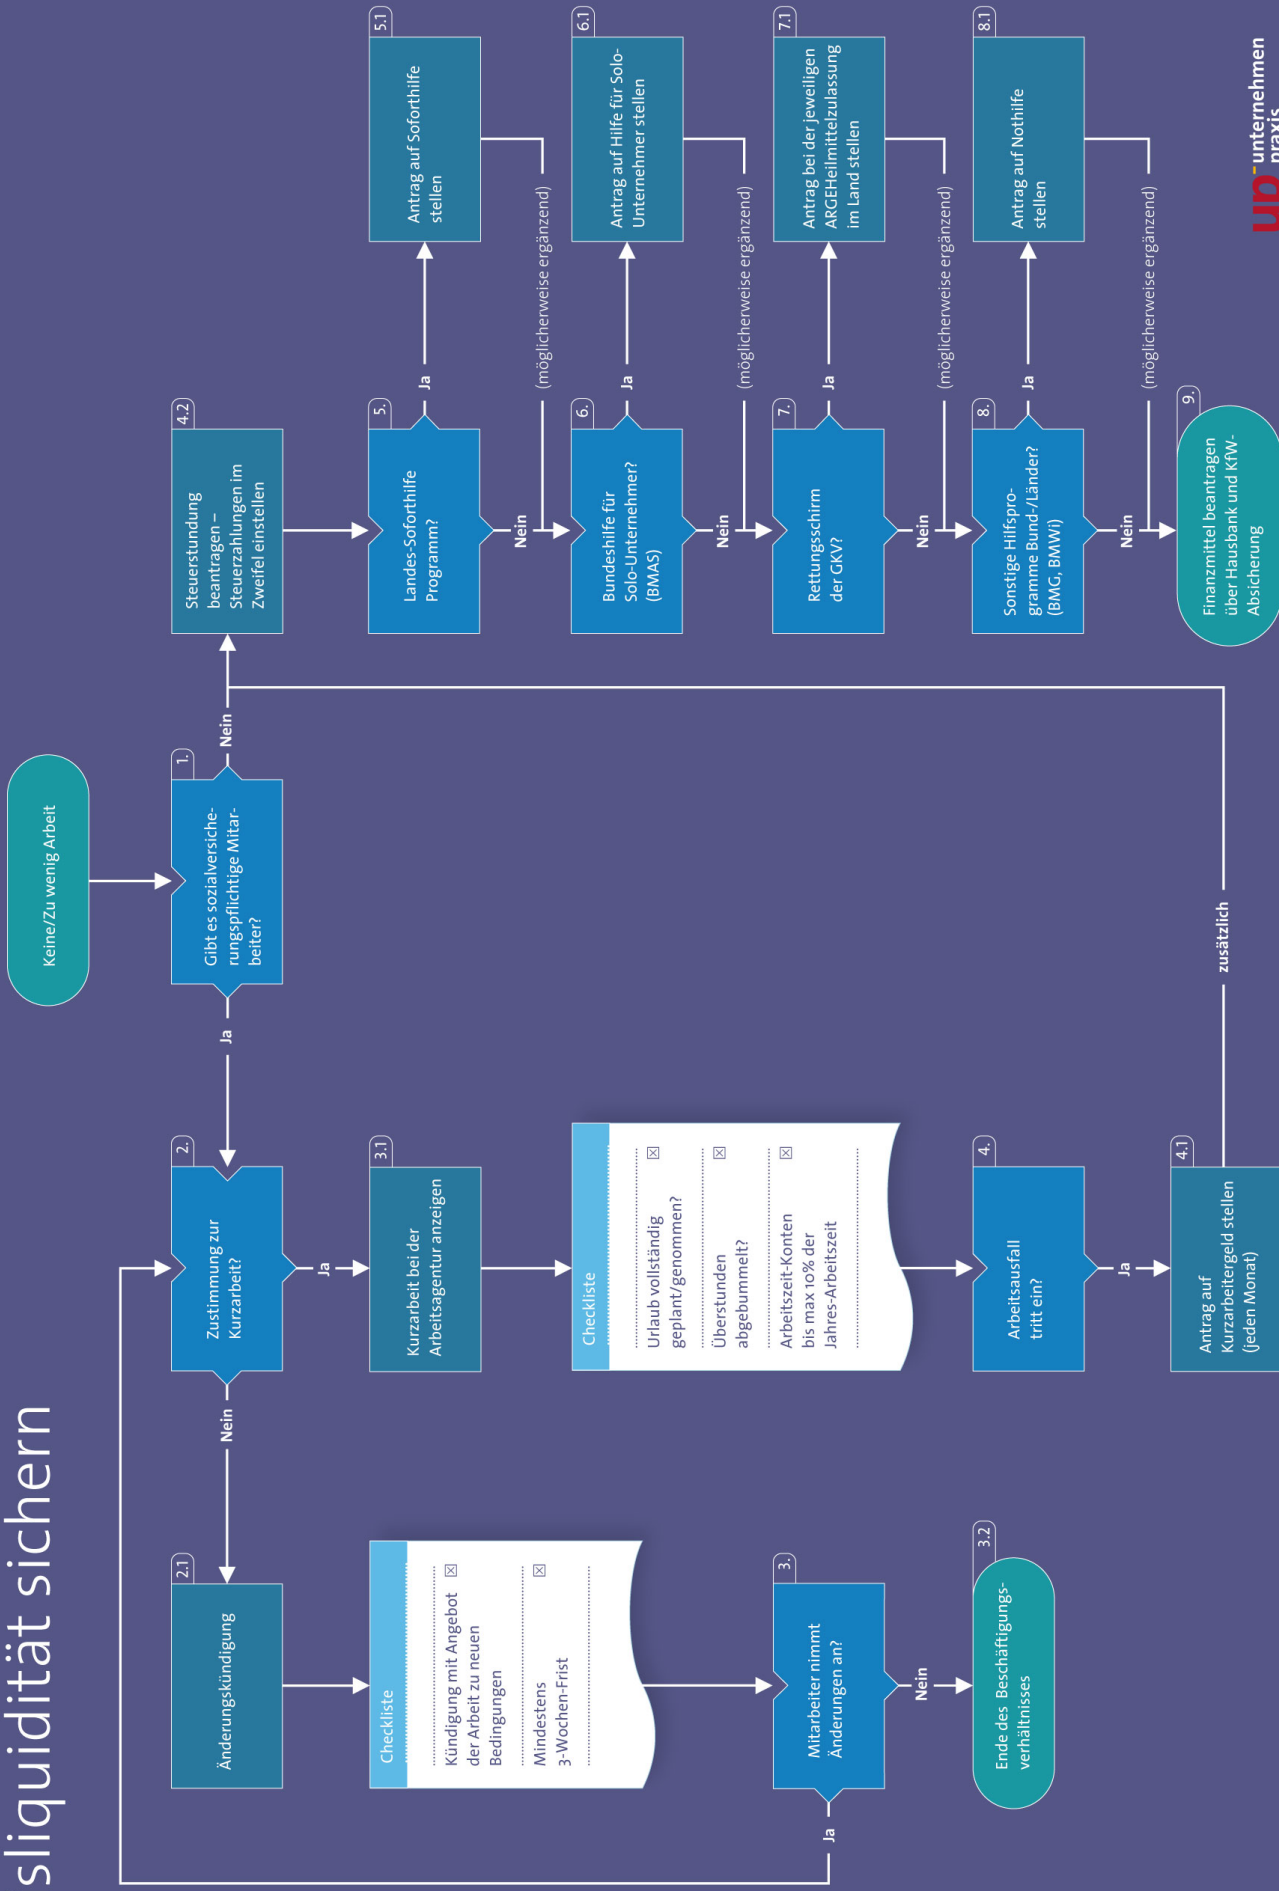 sliquidität sichern
Keine/Zu wenig Arbeit
1.
Gibt es sozialversiche-
rungspflichtige Mitar-
beiter?
Ja
Nein
2.
Zustimmung zur
Kurzarbeit?
Nein
Ja
2.1
Änderungskündigung
Checkliste
Kündigung mit Angebot ☒
der Arbeit zu neuen
Bedingungen
Mindestens ☒
3-Wochen-Frist
3.
Mitarbeiter nimmt
Änderungen an?
Ja
Nein
3.2
Ende des Beschäftigungs-
verhältnisses
3.1
Kurzarbeit bei der
Arbeitsagentur anzeigen
Checkliste
Urlaub vollständig ☒
geplant/genommen?
Überstunden ☒
abgebummelt?
Arbeitszeit-Konten ☒
bis max 10% der
Jahres-Arbeitszeit
4.
Arbeitsausfall
tritt ein?
Ja
4.1
Antrag auf
Kurzarbeitergeld stellen
(jeden Monat)
zusätzlich
4.2
Steuerstundung
beantragen –
Steuerzahlungen im
Zweifel einstellen
5.
Landes-Soforthilfe
Programm?
Ja
5.1
Antrag auf Soforthilfe
stellen
Nein
(möglicherweise ergänzend)
6.
Bundeshilfe für
Solo-Unternehmer?
(BMAS)
Ja
6.1
Antrag auf Hilfe für Solo-
Unternehmer stellen
Nein
(möglicherweise ergänzend)
7.
Rettungsschirm
der GKV?
Ja
7.1
Antrag bei der jeweiligen
ARGEHeilmittelzulassung
im Land stellen
Nein
(möglicherweise ergänzend)
8.
Sonstige Hilfspro-
gramme Bund-/Länder?
(BMG, BMWi)
Ja
8.1
Antrag auf Nothilfe
stellen
Nein
(möglicherweise ergänzend)
9.
Finanzmittel beantragen
über Hausbank und KfW-
Absicherung
up unternehmen
praxis